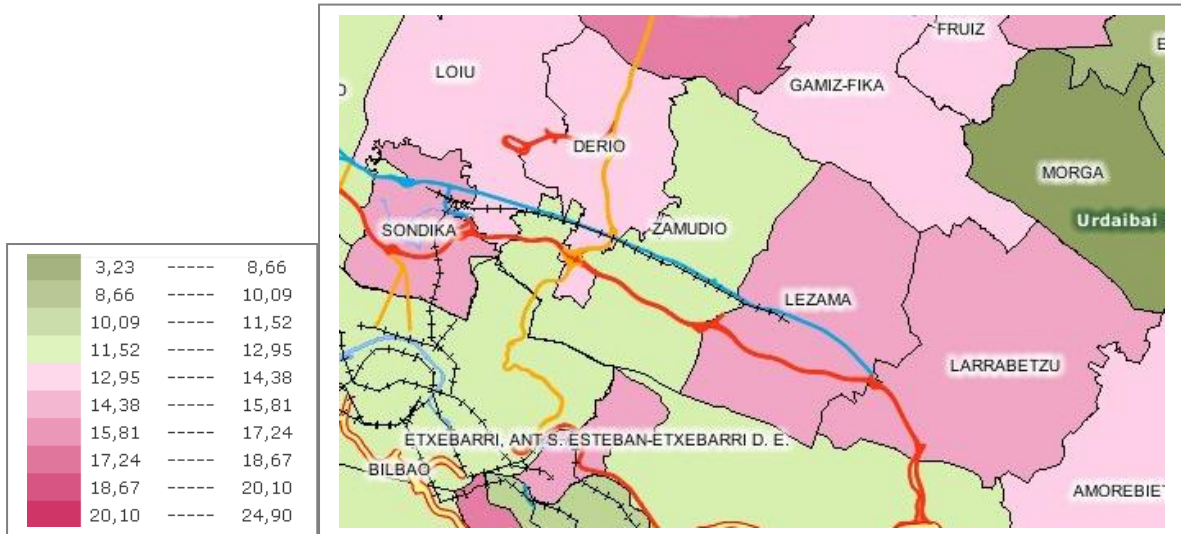 3,23 ----- 8,66
8,66 ----- 10,09
10,09 ----- 11,52
11,52 ----- 12,95
12,95 ----- 14,38
14,38 ----- 15,81
15,81 ----- 17,24
17,24 ----- 18,67
18,67 ----- 20,10
20,10 ----- 24,90
FRUIZ
LOIU
GAMIZ-FIKA
DERIO
MORGA
Urdaibai
SONDIKA
ZAMUDIO
LEZAMA
LARRABETZU
ETXEBARRI, ANT S. ESTEBAN-ETXEBARRI D. E.
BILBAO
AMOREBIET